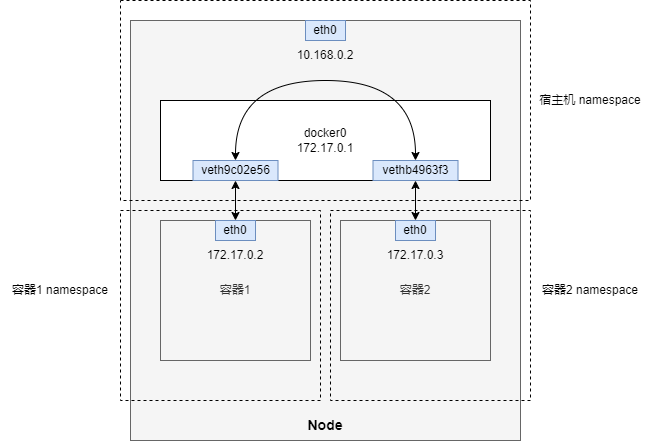 eth0
10.168.0.2
宿主机 namespace
docker0
172.17.0.1
veth9c02e56
vethb4963f3
eth0
eth0
172.17.0.2
172.17.0.3
容器1 namespace
容器1
容器2
容器2 namespace
Node